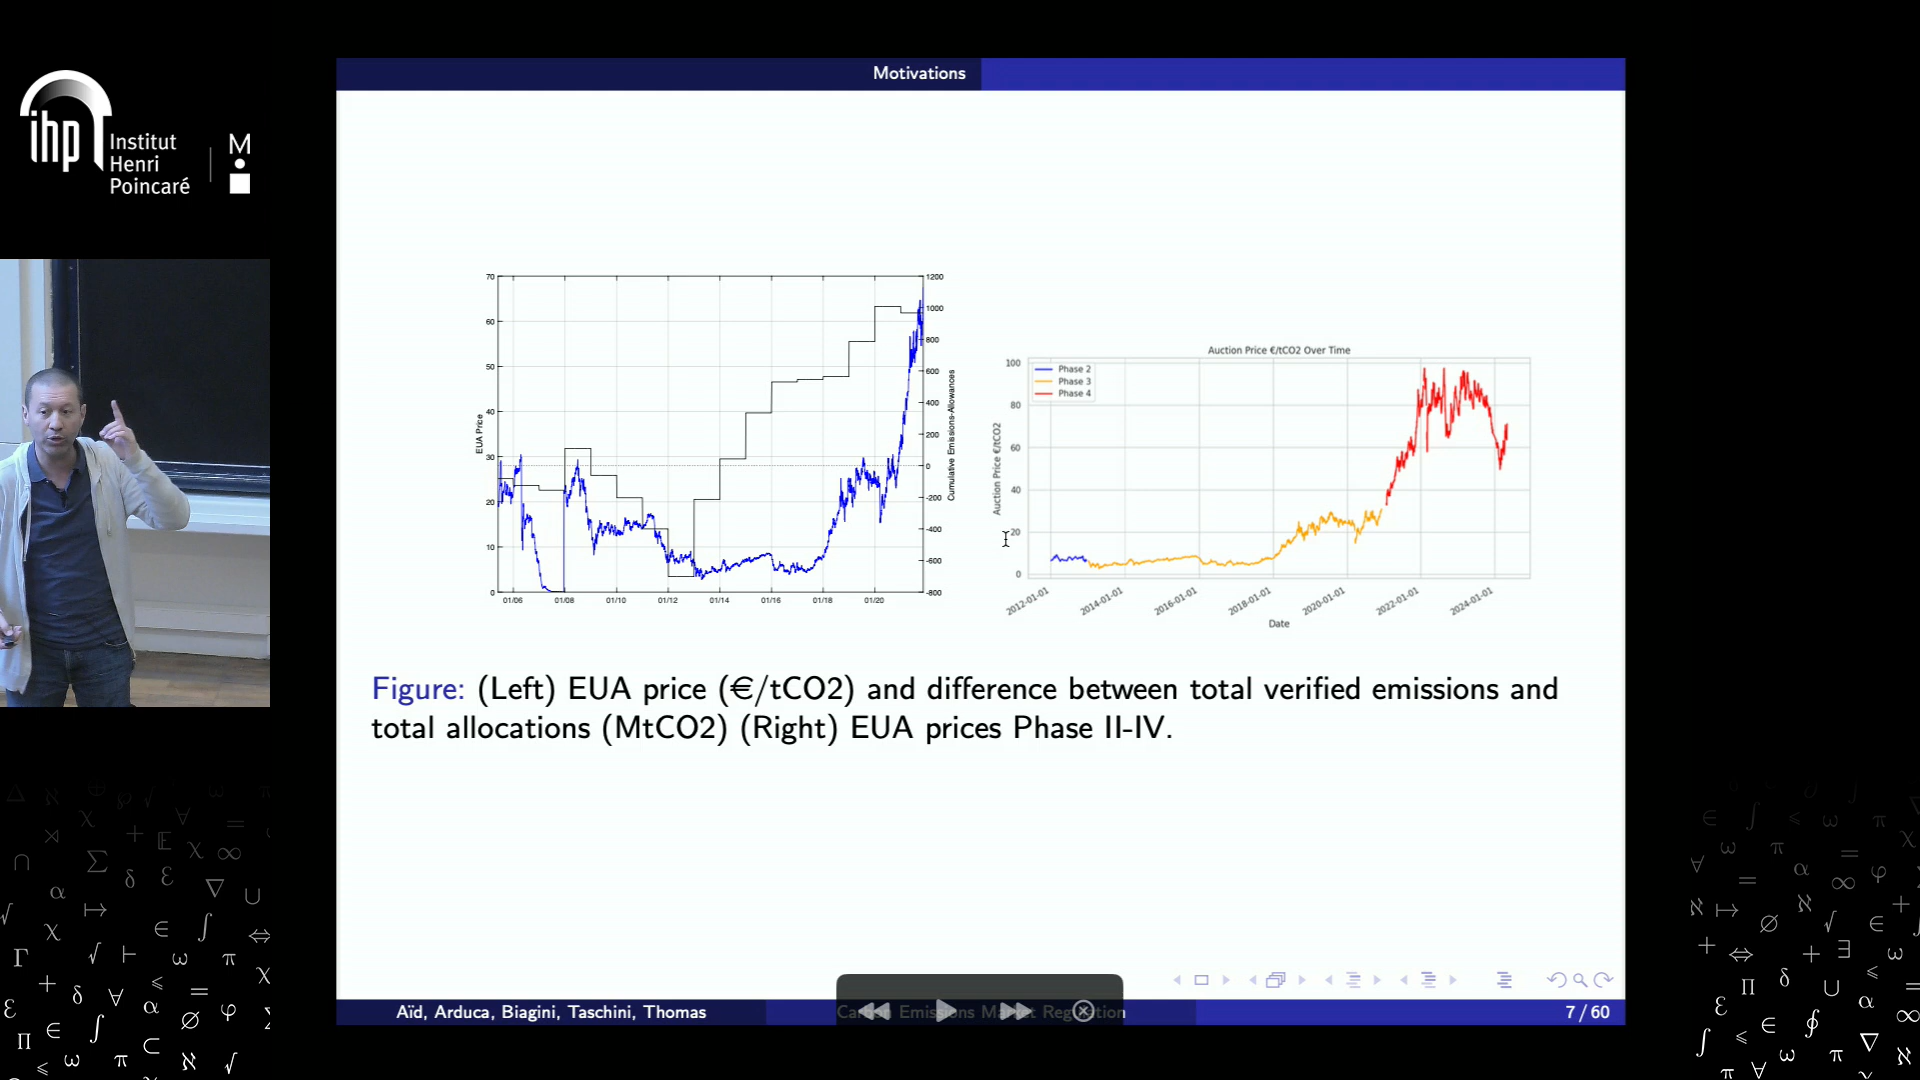 ihp
Institut
Henri
Poincaré
M
Motivations
70
60
50
40
30
20
10
0
EUA Price
01/06 01/08 01/10 01/12 01/14 01/16 01/18 01/20
1200
1000
800
600
400
200
0
-200
-400
-600
-800
Cumulative Emissions-Allowances
Auction Price €/tCO2 Over Time
Phase 2
Phase 3
Phase 4
100
80
60
40
20
0
Auction Price €/tCO2
2012-01-01 2014-01-01 2016-01-01 2018-01-01 2020-01-01 2022-01-01 2024-01-01
Date
Figure: (Left) EUA price (€/tCO2) and difference between total verified emissions and
total allocations (MtCO2) (Right) EUA prices Phase II-IV.
Aïd, Arduca, Biagini, Taschini, Thomas
Carbon Emissions Market Regulation
7 / 60